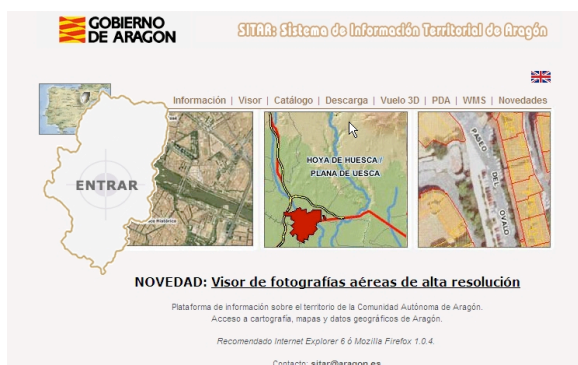 GOBIERNO
DE ARAGON
SITAR: Sistema de Información Territorial de Aragón
Información | Visor | Catálogo | Descarga | Vuelo 3D | PDA | WMS | Novedades
ENTRAR
HOYA DE HUESCA /
PLANA DE UESCA
PASEO
DEL
OVALO
NOVEDAD: Visor de fotografías aéreas de alta resolución
Plataforma de información sobre el territorio de la Comunidad Autónoma de Aragón.
Acceso a cartografía, mapas y datos geográficos de Aragón.
Recomendado Internet Explorer 6 ó Mozilla Firefox 1.0.4.
Contacto: sitar@aragon.es